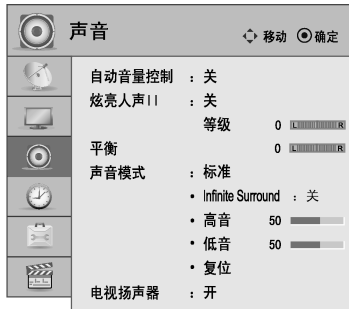 声音 移动 确定
自动音量控制 : 关
炫亮人声II : 关
等级 0 L R
平衡 0 L R
声音模式 : 标准
• Infinite Surround : 关
• 高音 50
• 低音 50
• 复位
电视扬声器 : 开